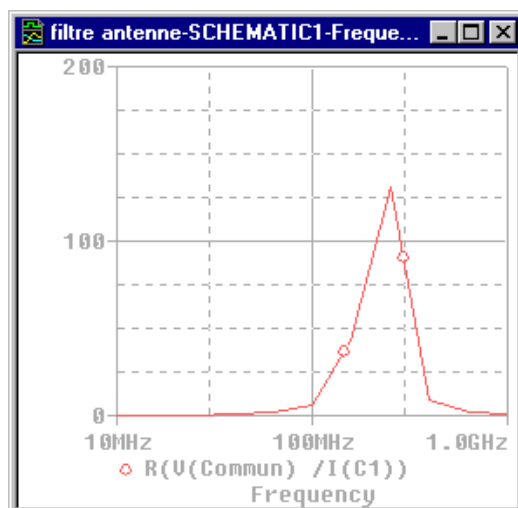 filtre antenne-SCHEMATIC1-Freque...
200
100
0
10MHz 100MHz 1.0GHz
R(V(Commun) /I(C1))
Frequency